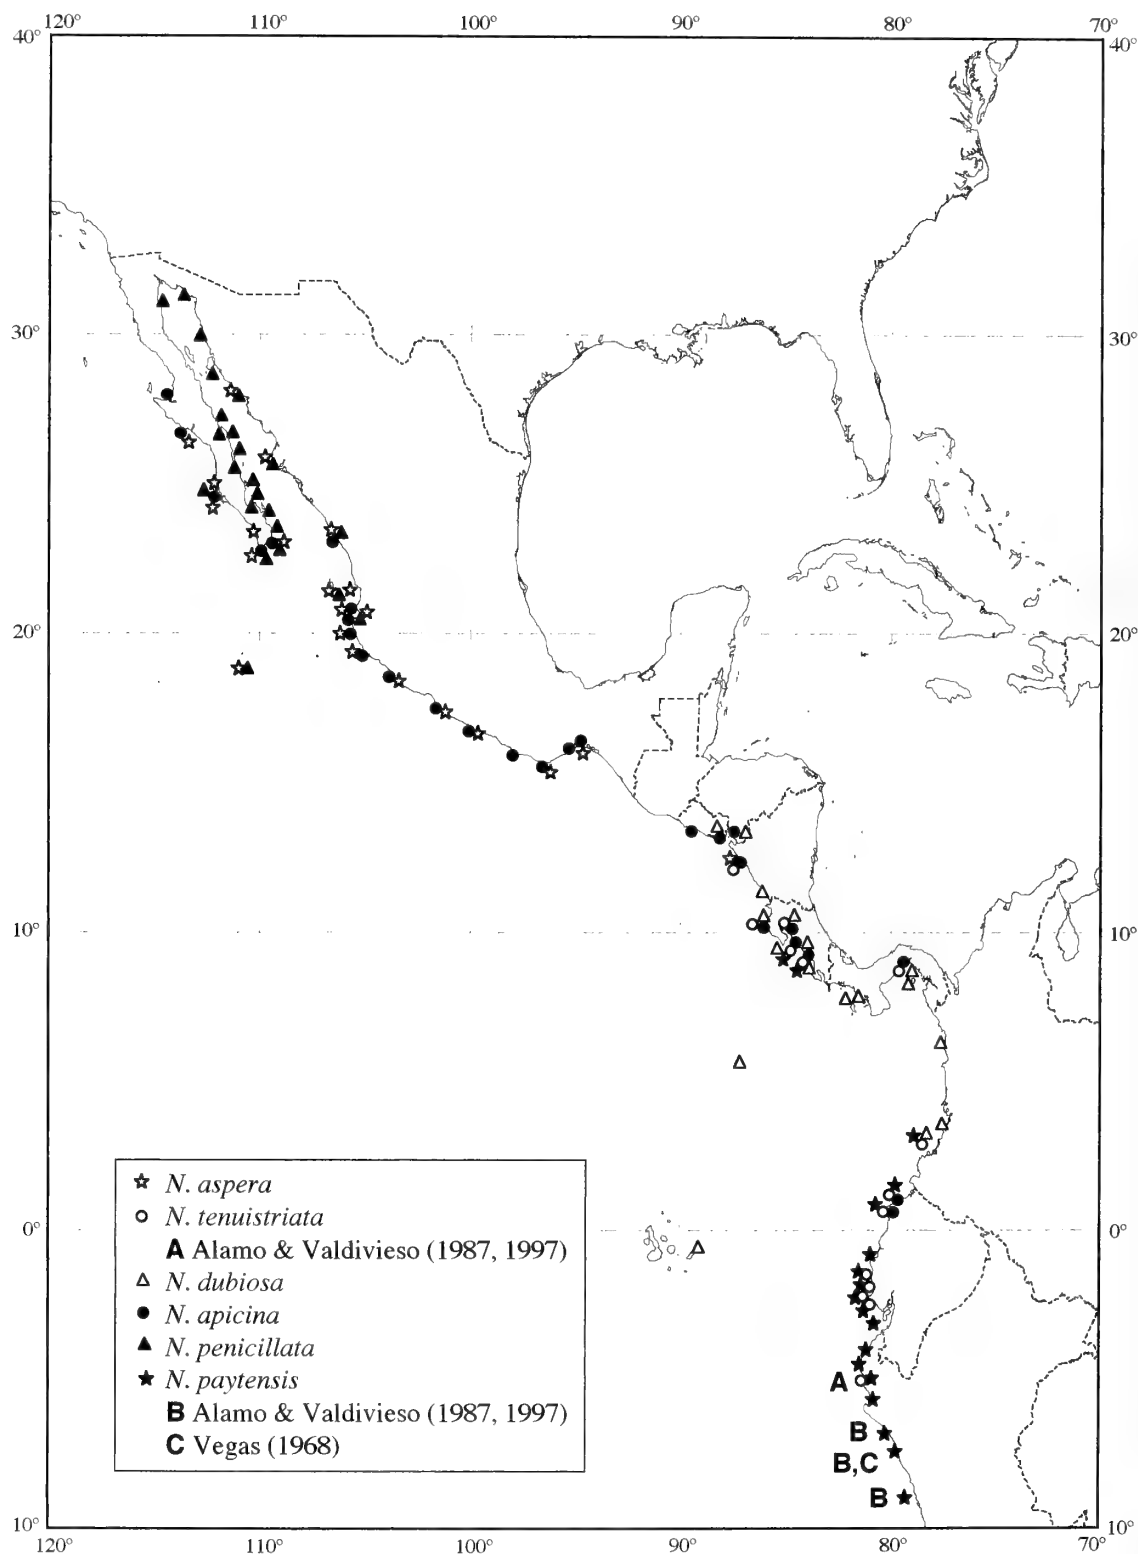 120° 110° 100° 90° 80° 70°
40° 40°
30° 30°
20° 20°
10° 10°
N. aspera
N. tenuistriata
A Alamo & Valdivieso (1987, 1997)
0° 0°
N. dubiosa
N. apicina
N. penicillata
N. paytensis
A
B Alamo & Valdivieso (1987, 1997)
B
C Vegas (1968)
B,C
B
10° 10°
120° 110° 100° 90° 80° 70°